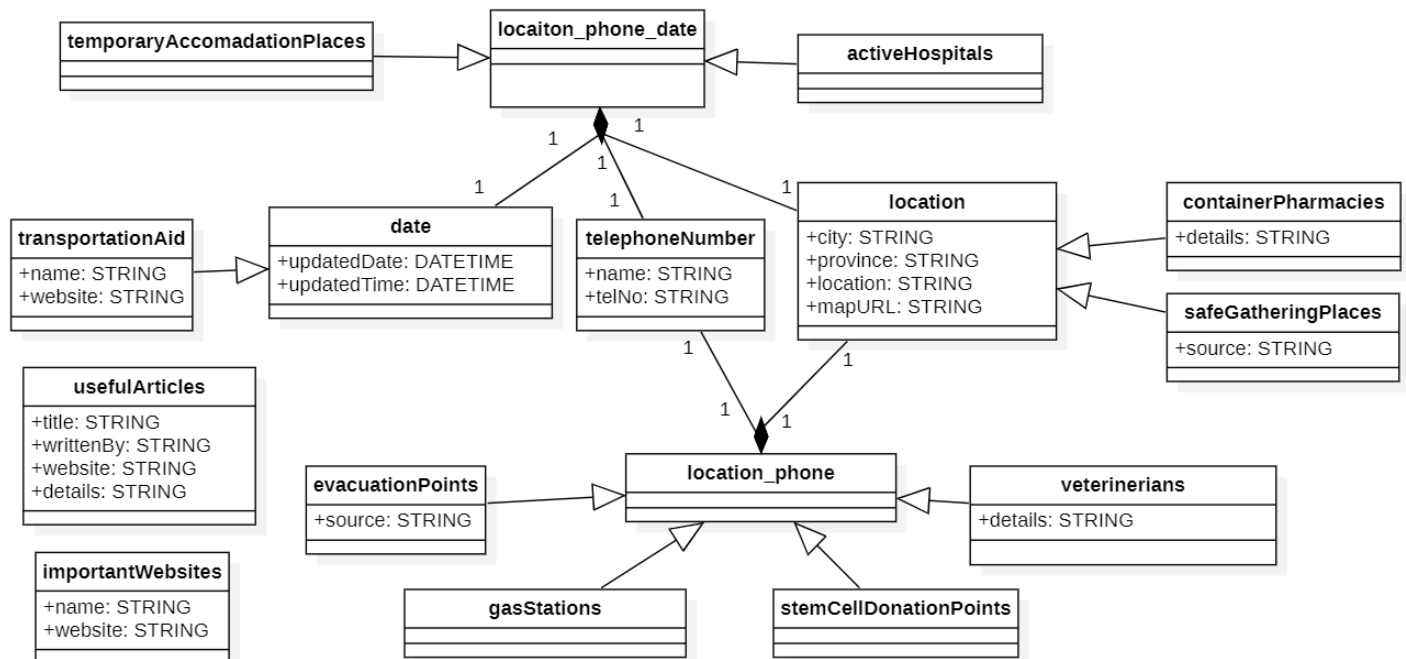 temporaryAccomadationPlaces
locaiton_phone_date
activeHospitals
1
1
1
1
1
1
transportationAid
+name: STRING
+website: STRING
date
+updatedDate: DATETIME
+updatedTime: DATETIME
telephoneNumber
+name: STRING
+telNo: STRING
location
+city: STRING
+province: STRING
+location: STRING
+mapURL: STRING
containerPharmacies
+details: STRING
safeGatheringPlaces
+source: STRING
1
1
1
1
usefulArticles
+title: STRING
+writtenBy: STRING
+website: STRING
+details: STRING
location_phone
evacuationPoints
+source: STRING
veterinerians
+details: STRING
importantWebsites
+name: STRING
+website: STRING
gasStations
stemCellDonationPoints